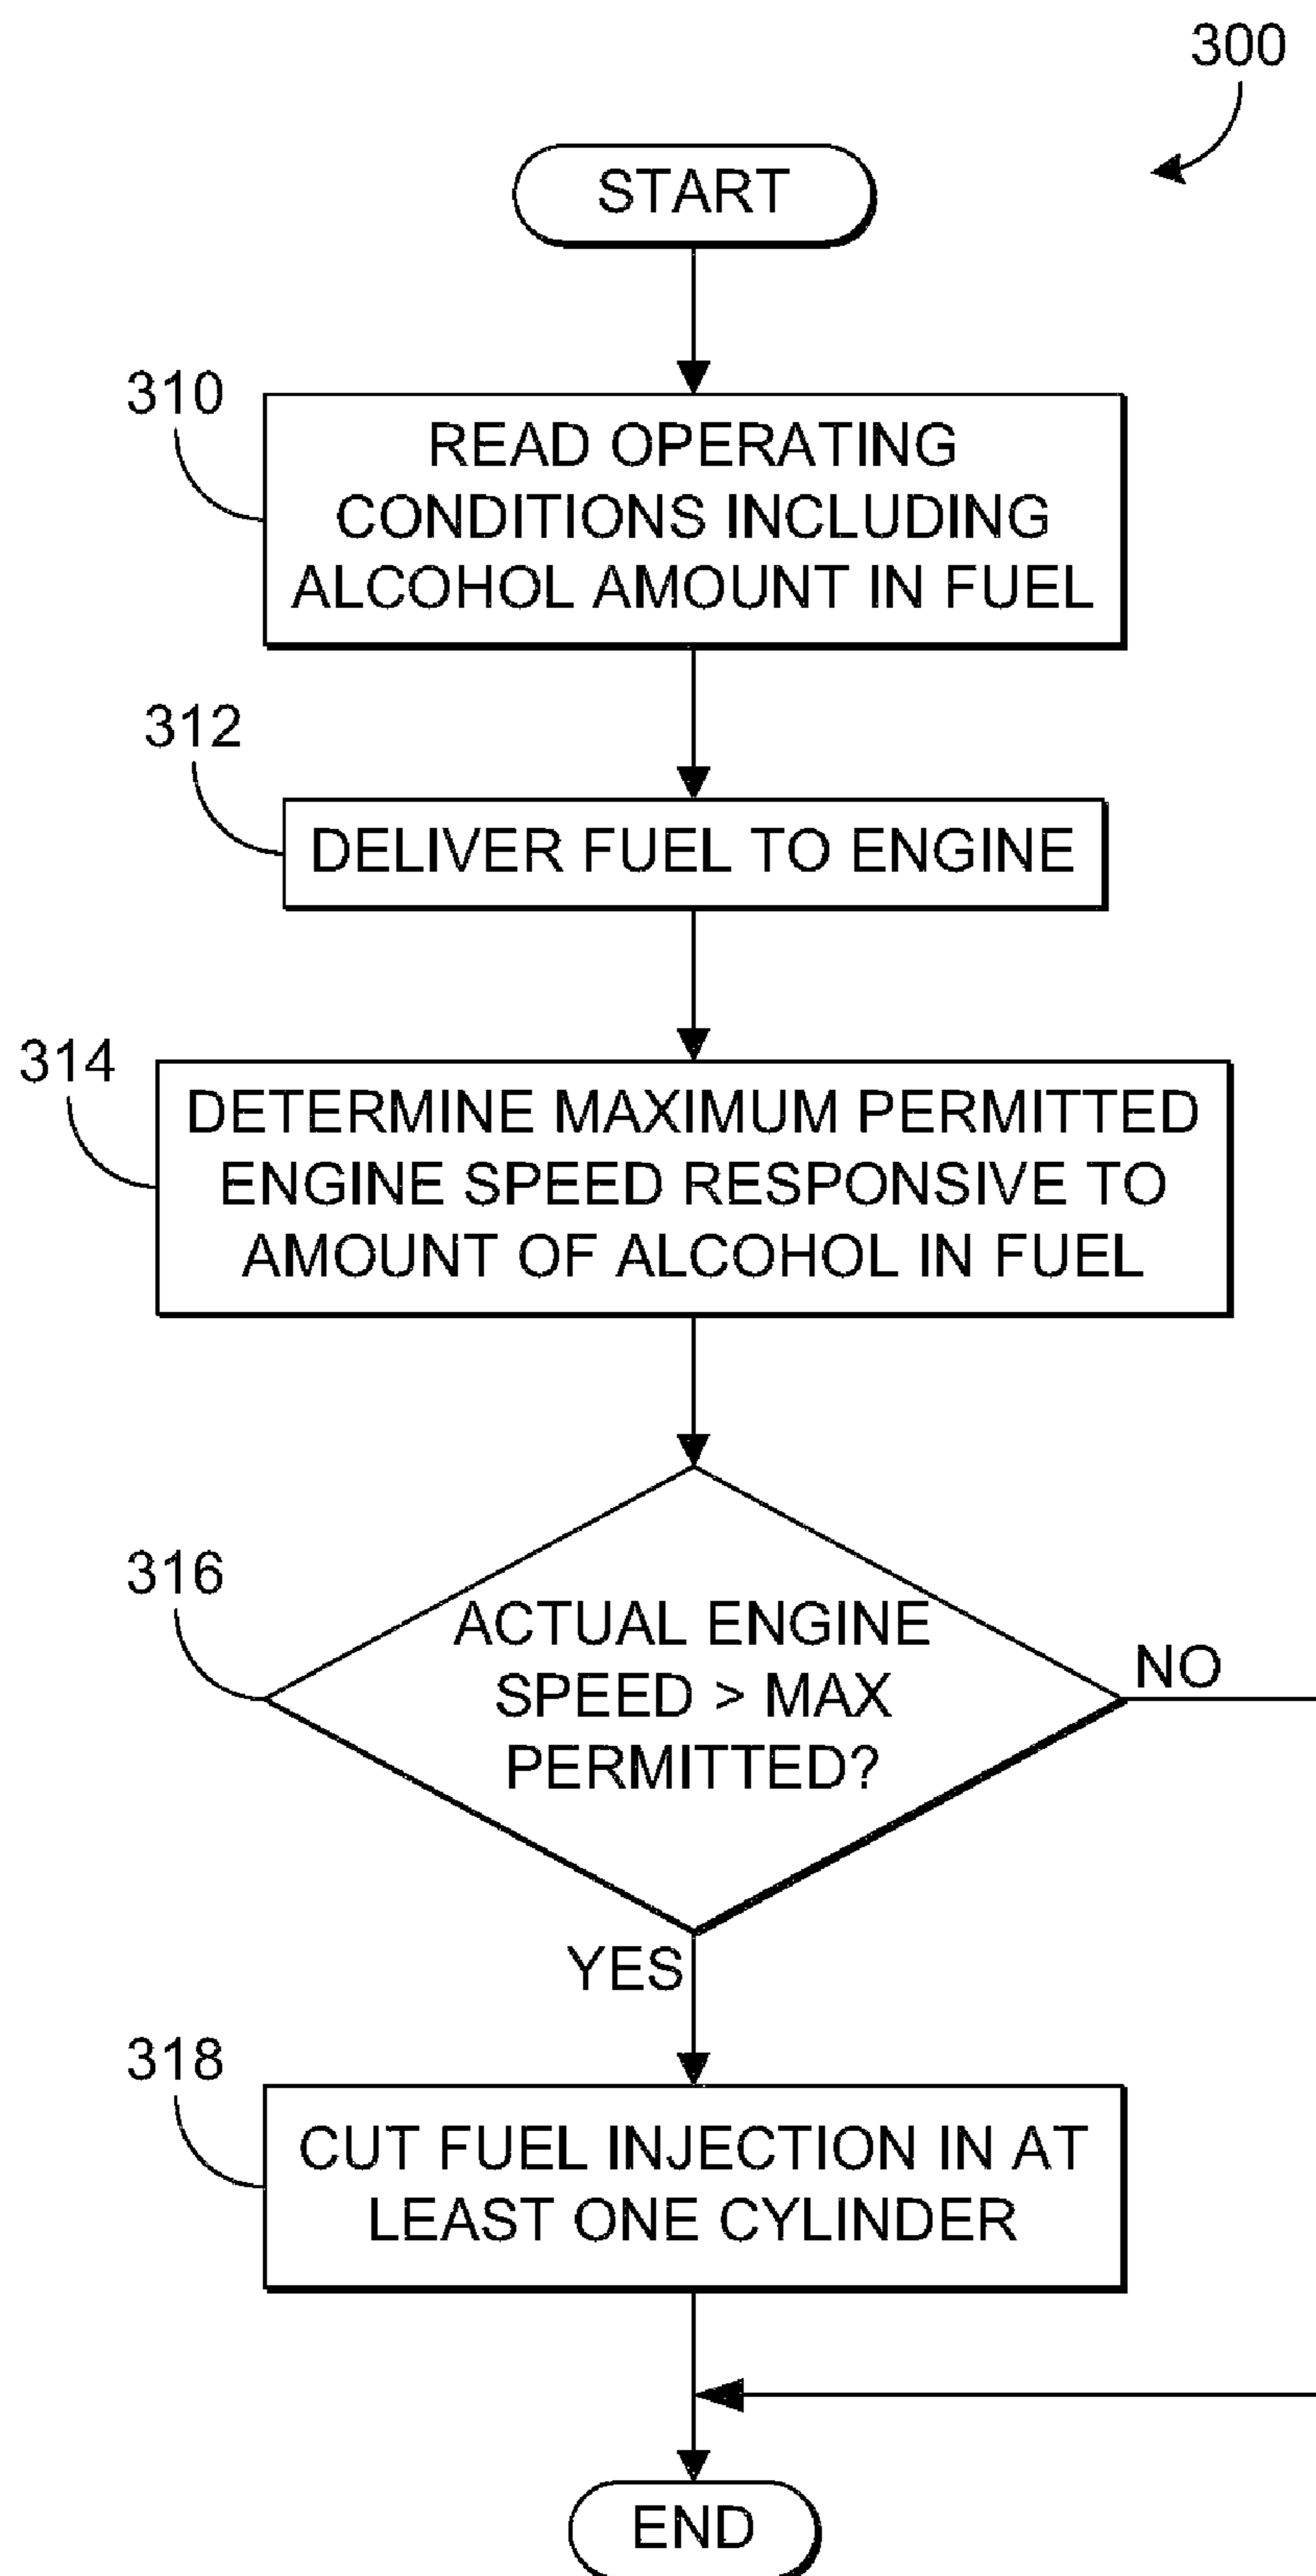 300
START
310
READ OPERATING
CONDITIONS INCLUDING
ALCOHOL AMOUNT IN FUEL
312
DELIVER FUEL TO ENGINE
314
DETERMINE MAXIMUM PERMITTED
ENGINE SPEED RESPONSIVE TO
AMOUNT OF ALCOHOL IN FUEL
316
ACTUAL ENGINE
SPEED > MAX
PERMITTED?
NO
YES
318
CUT FUEL INJECTION IN AT
LEAST ONE CYLINDER
END